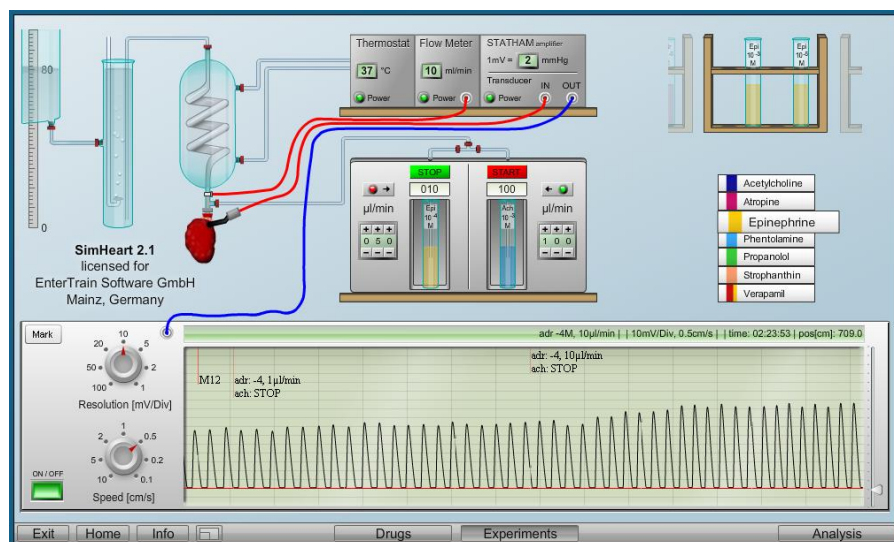 80
0
Thermostat
37 °C
Power
Flow Meter
10 ml/min
Power
STATHAM amplifier
1mV = 2 mmHg
Transducer
IN OUT
Power
Epi
M
Epi
M
STOP
010
START
100
µl/min
+ + +
0 5 0
− − −
Epi
10-4
M
Ach
M
µl/min
+ + +
1 0 0
− − −
Acetylcholine
Atropine
Epinephrine
Phentolamine
Propanolol
Strophanthin
Verapamil
SimHeart 2.1
licensed for
EnterTrain Software GmbH
Mainz, Germany
Mark
10
20 5
50 2
100 1
Resolution [mV/Div]
1
2 0.5
5 0.2
10 0.1
Speed [cm/s]
ON / OFF
adr -4M, 10µl/min | | 10mV/Div, 0.5cm/s | | time: 02:23:53 | pos[cm]: 709.0
M12
adr: -4, 1µl/min
ach: STOP
adr: -4, 10µl/min
ach: STOP
Exit Home Info Drugs Experiments Analysis